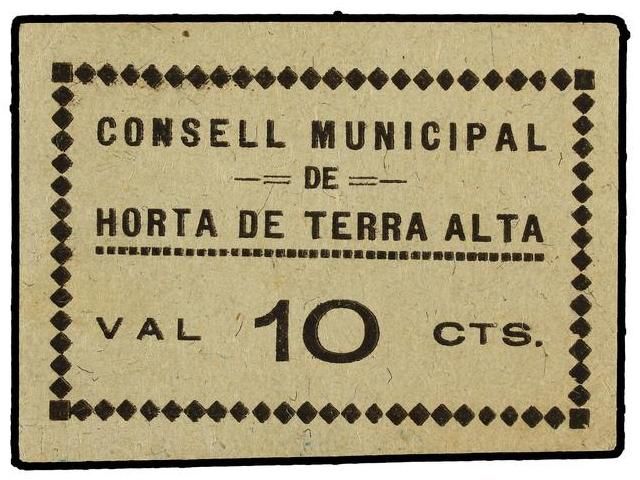 CONSELL MUNICIPAL
DE
HORTA DE TERRA ALTA
VAL 10 CTS.